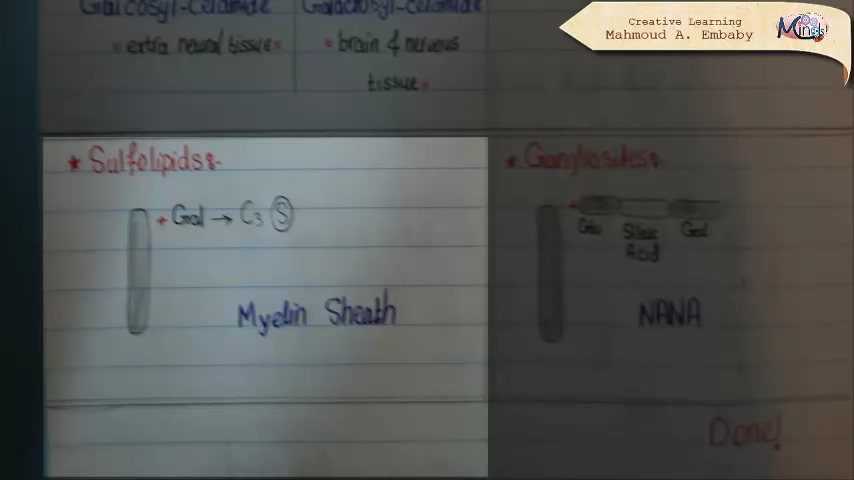 Creative Learning
Mahmoud A. Embaby
Minds
Glucosyl-Ceramide
Galactosyl-Ceramide
"extra neural tissue"
"brain & nervous
tissue"
* Sulfolipids:-
+ Gal → C3 S
Myelin Sheath
* Gangliosides:
+
Glu
Sialic
Acid
Gal
NANA
Done!